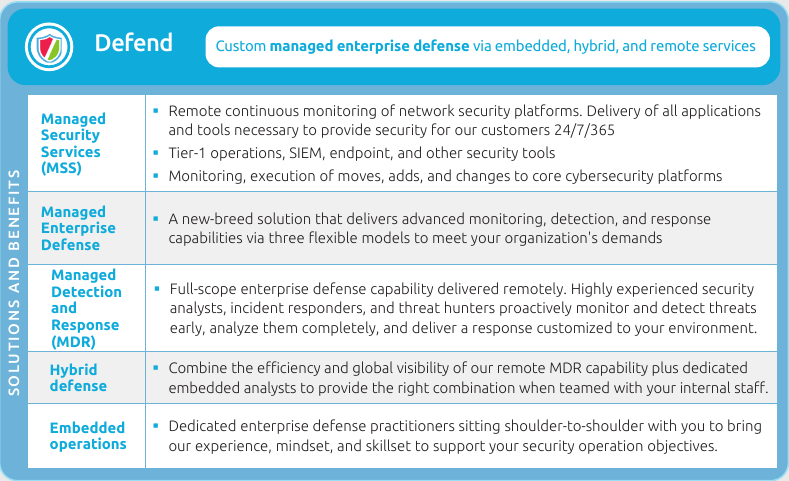 Defend
Custom managed enterprise defense via embedded, hybrid, and remote services
SOLUTIONS AND BENEFITS
Managed
Security
Services
(MSS)
▪ Remote continuous monitoring of network security platforms. Delivery of all applications
and tools necessary to provide security for our customers 24/7/365
▪ Tier-1 operations, SIEM, endpoint, and other security tools
▪ Monitoring, execution of moves, adds, and changes to core cybersecurity platforms
Managed
Enterprise
Defense
▪ A new-breed solution that delivers advanced monitoring, detection, and response
capabilities via three flexible models to meet your organization's demands
Managed
Detection
and
Response
(MDR)
▪ Full-scope enterprise defense capability delivered remotely. Highly experienced security
analysts, incident responders, and threat hunters proactively monitor and detect threats
early, analyze them completely, and deliver a response customized to your environment.
Hybrid
defense
▪ Combine the efficiency and global visibility of our remote MDR capability plus dedicated
embedded analysts to provide the right combination when teamed with your internal staff.
Embedded
operations
▪ Dedicated enterprise defense practitioners sitting shoulder-to-shoulder with you to bring
our experience, mindset, and skillset to support your security operation objectives.